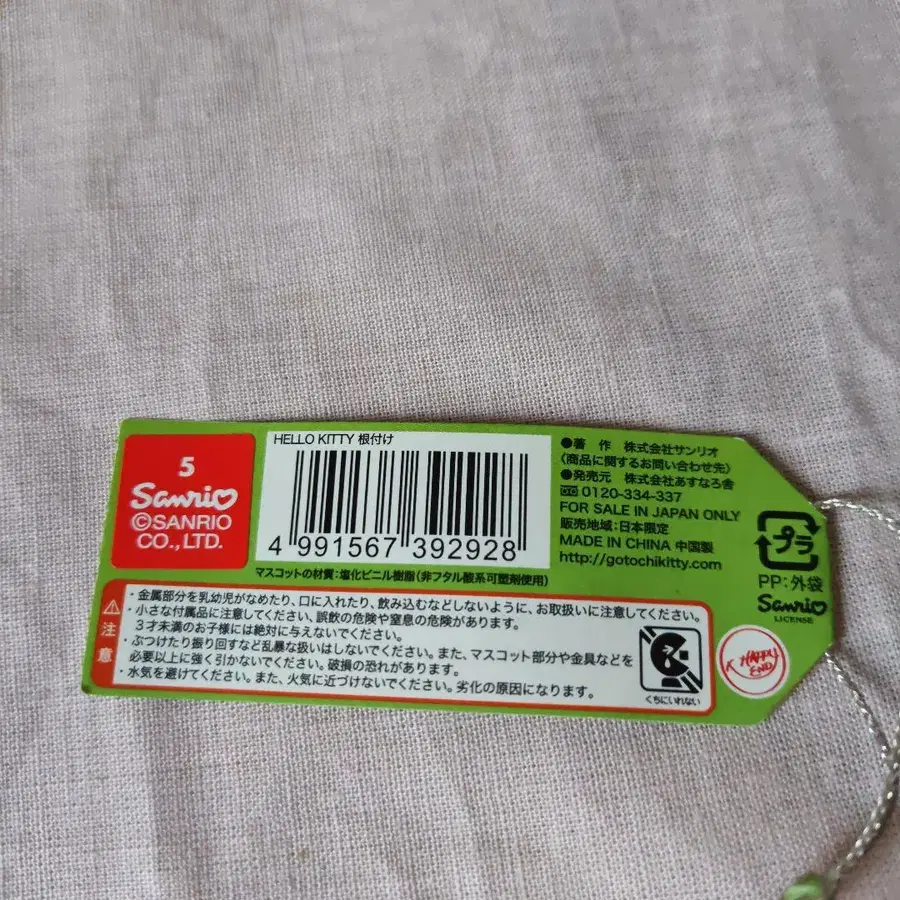 5
Sanrio
©SANRIO
CO.,LTD.
HELLO KITTY 根付け
4 991567 392928
●著 作 株式会社サンリオ
(商品に関するお問い合わせ先)
●発売元 株式会社あすなろ舎
0120-334-337
FOR SALE IN JAPAN ONLY
販売地域:日本限定
MADE IN CHINA 中国製
http://gotochikitty.com
マスコットの材質:塩化ビニル樹脂(非フタル酸系可塑剤使用)
プラ
PP:外袋
Sanrio
LICENSE
注意
・金属部分を乳幼児がなめたり、口に入れたり、飲み込むなどしないように、お取扱いに注意してください。
・小さな付属品に注意してください、誤飲の危険や窒息の危険があります。
3才未満のお子様には絶対に与えないでください。
・ぶつけたり振り回すなど乱暴な扱いはしないでください。また、マスコット部分や金具などを
必要以上に強く引かないでください。破損の恐れがあります。
・水気を避けてください。また、火気に近づけないでください。劣化の原因になります。
くちにいれない
HAPPY
END